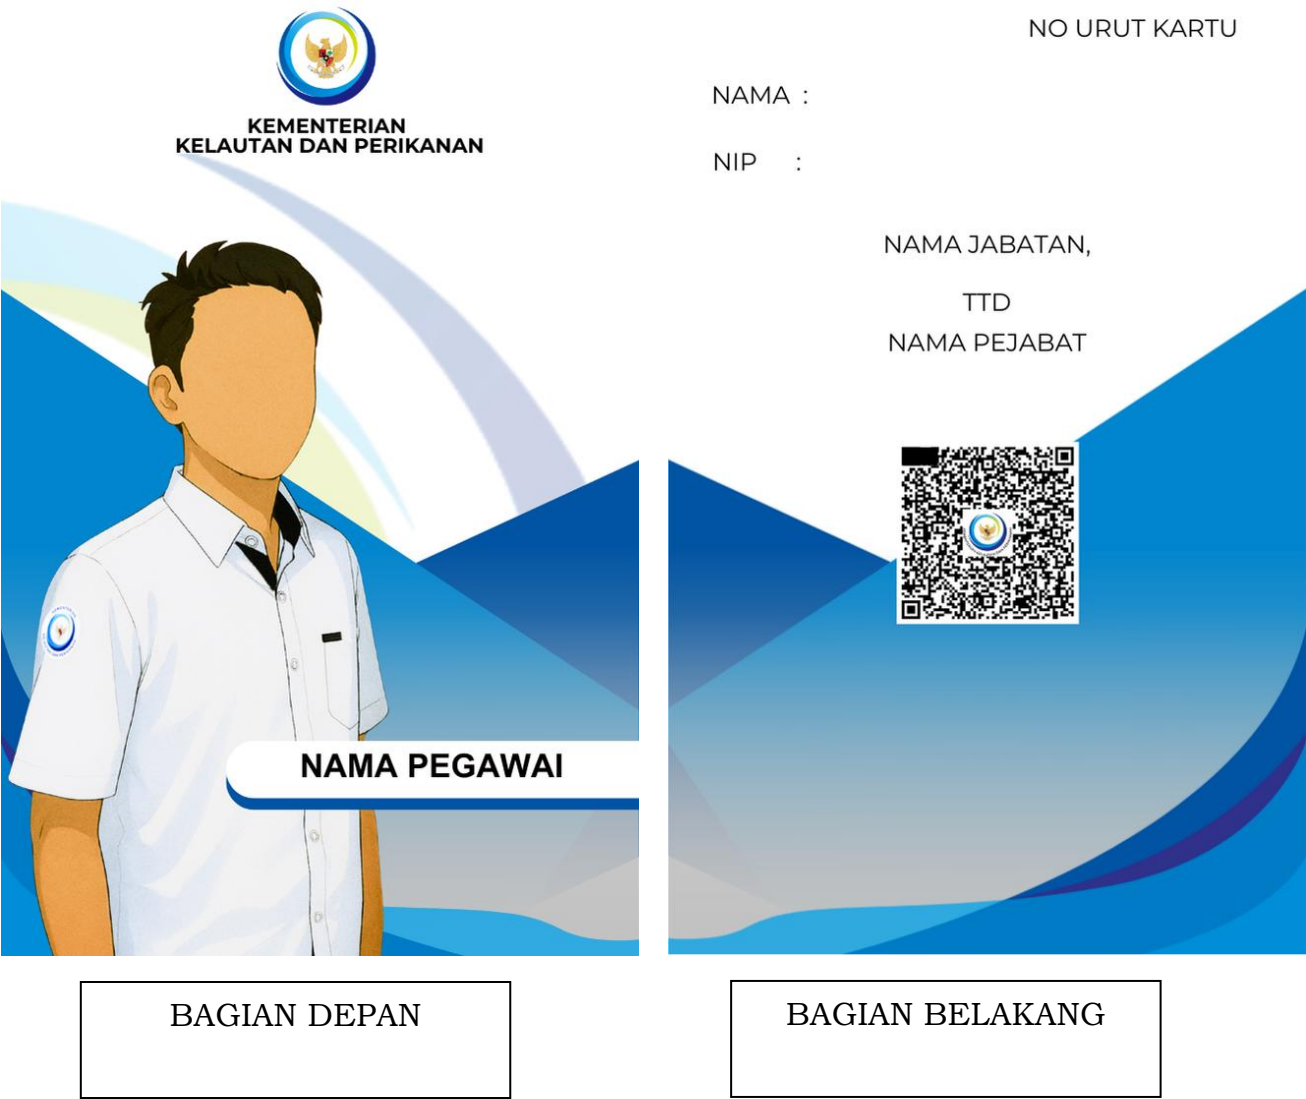 KEMENTERIAN
KELAUTAN DAN PERIKANAN
NAMA PEGAWAI
BAGIAN DEPAN
NO URUT KARTU
NAMA :
NIP :
NAMA JABATAN,
TTD
NAMA PEJABAT
BAGIAN BELAKANG